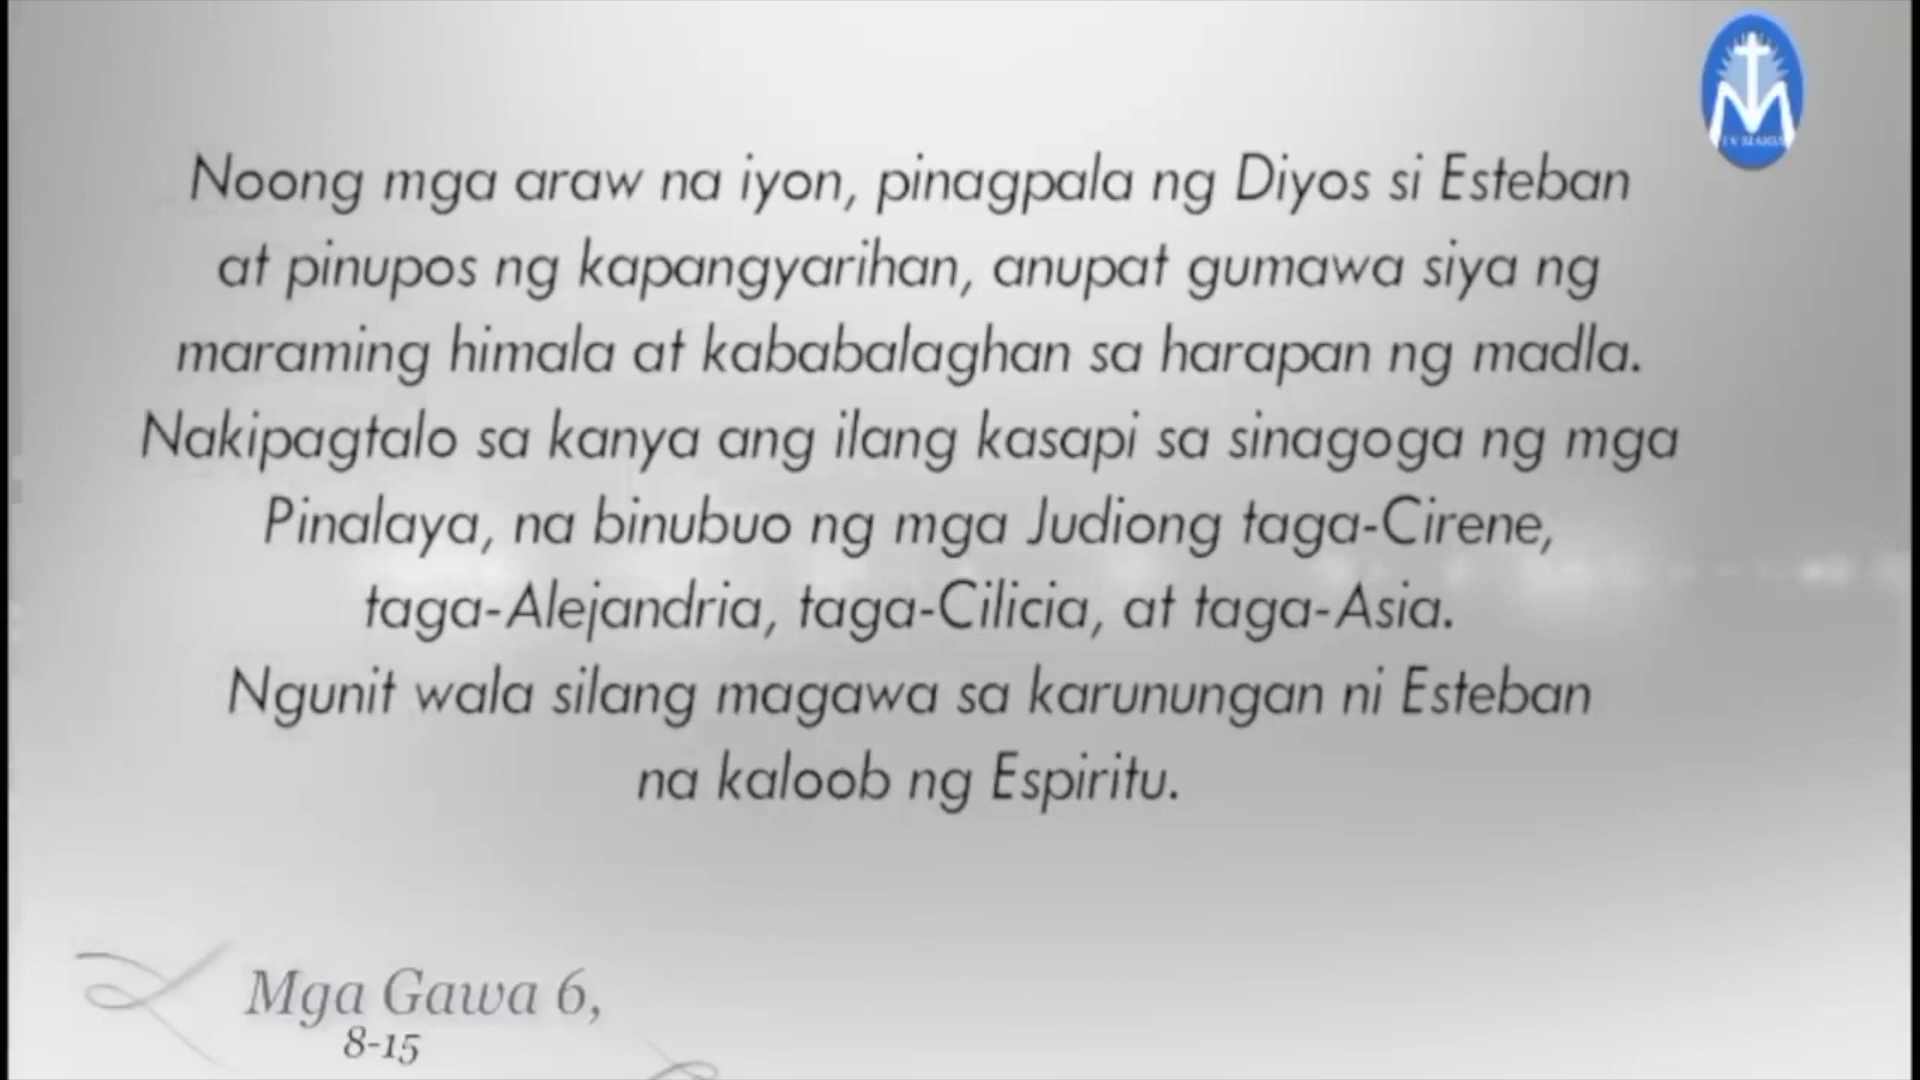 Noong mga araw na iyon, pinagpala ng Diyos si Esteban
at pinupos ng kapangyarihan, anupat gumawa siya ng
maraming himala at kababalaghan sa harapan ng madla.
Nakipagtalo sa kanya ang ilang kasapi sa sinagoga ng mga
Pinalaya, na binubuo ng mga Judiong taga-Cirene,
taga-Alejandria, taga-Cilicia, at taga-Asia.
Ngunit wala silang magawa sa karunungan ni Esteban
na kaloob ng Espiritu.
Mga Gawa 6,
8-15